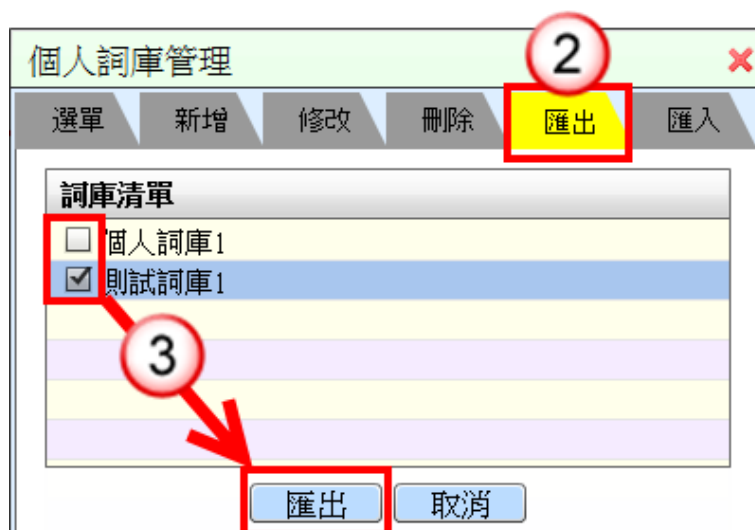 個人詞庫管理 2
選單 新增 修改 刪除 匯出 匯入
詞庫清單
個人詞庫1
則試詞庫1
3
匯出 取消